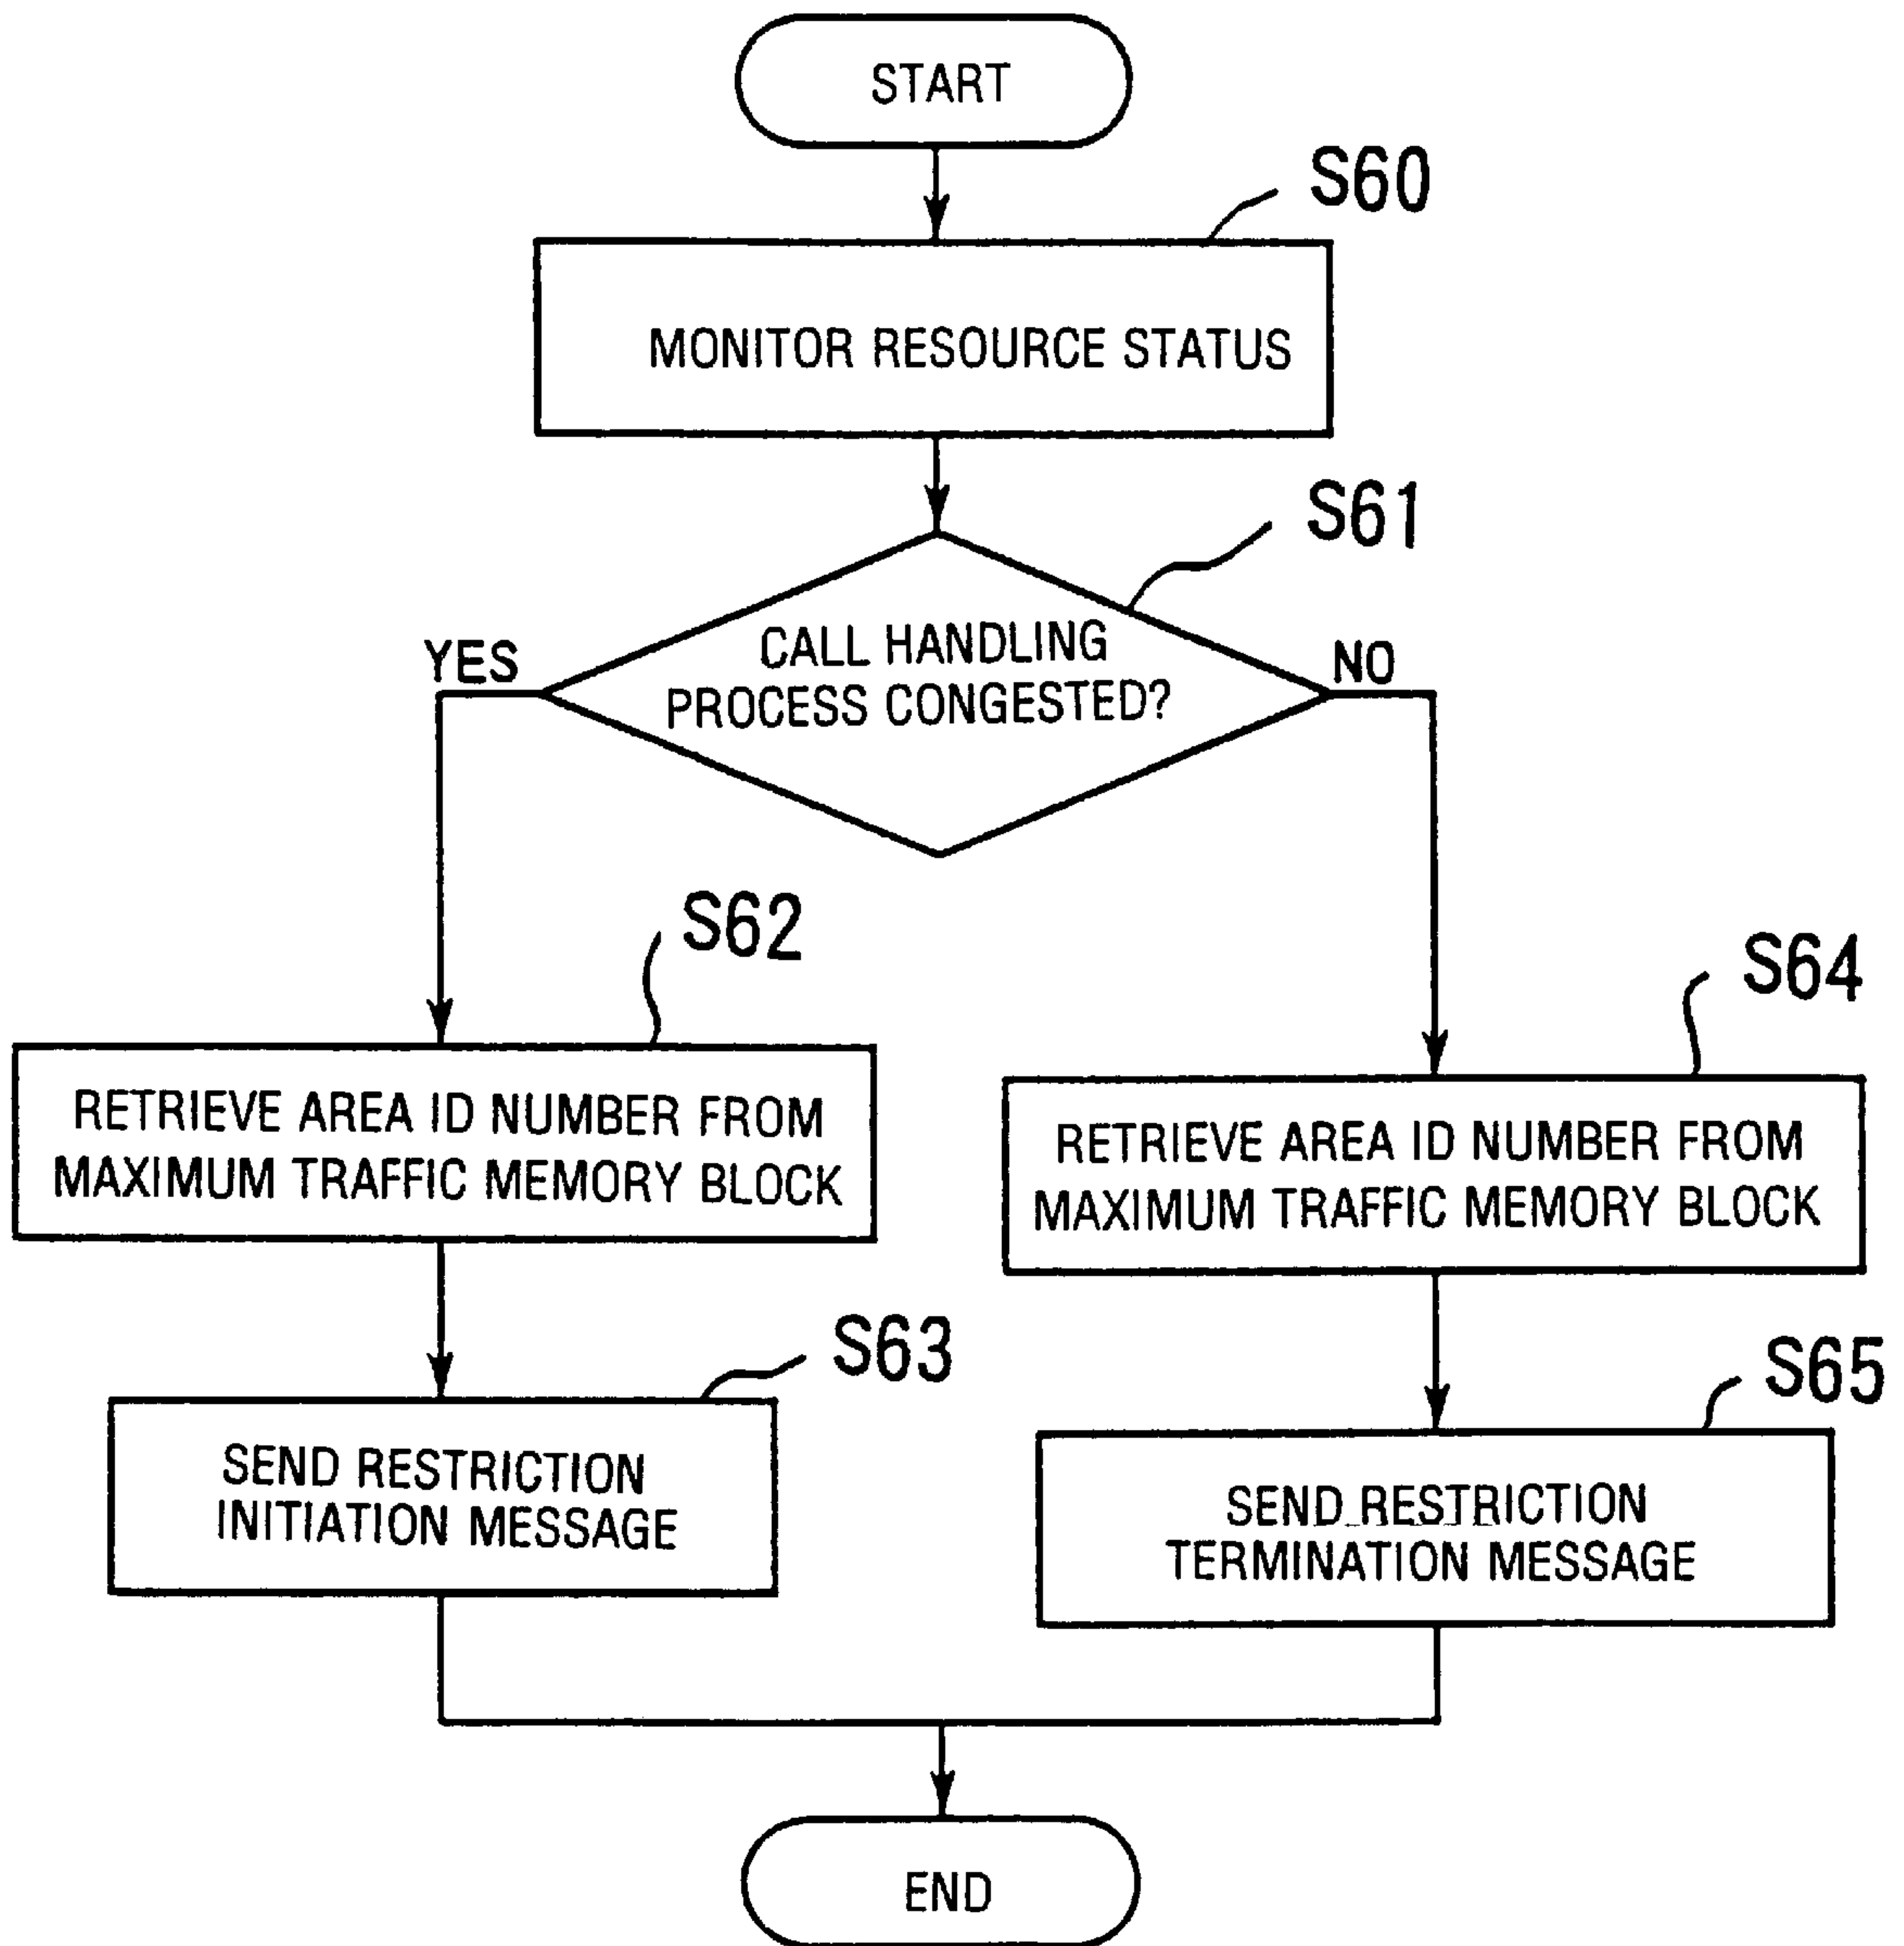 START
S60
MONITOR RESOURCE STATUS
S61
CALL HANDLING
PROCESS CONGESTED?
YES
NO
S62
RETRIEVE AREA ID NUMBER FROM
MAXIMUM TRAFFIC MEMORY BLOCK
S64
RETRIEVE AREA ID NUMBER FROM
MAXIMUM TRAFFIC MEMORY BLOCK
S63
SEND RESTRICTION
INITIATION MESSAGE
S65
SEND RESTRICTION
TERMINATION MESSAGE
END